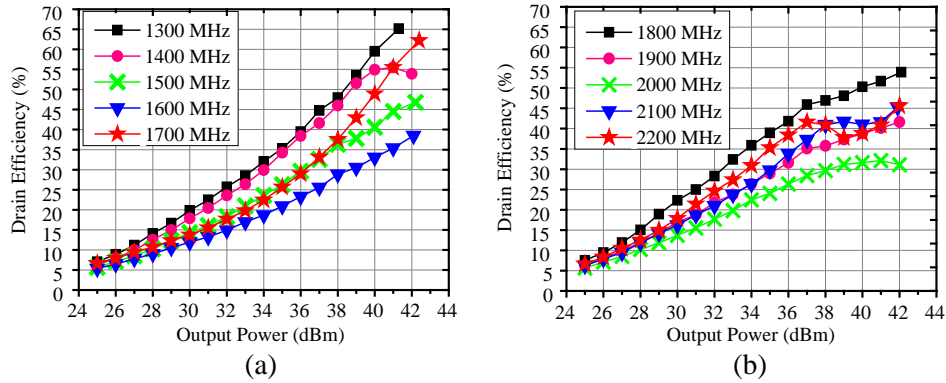 Drain Efficiency (%)
70
65
60
55
50
45
40
35
30
25
20
15
10
5
0
1300 MHz
1400 MHz
1500 MHz
1600 MHz
1700 MHz
24 26 28 30 32 34 36 38 40 42 44
Output Power (dBm)
(a)
Drain Efficiency (%)
70
65
60
55
50
45
40
35
30
25
20
15
10
5
0
1800 MHz
1900 MHz
2000 MHz
2100 MHz
2200 MHz
24 26 28 30 32 34 36 38 40 42 44
Output Power (dBm)
(b)